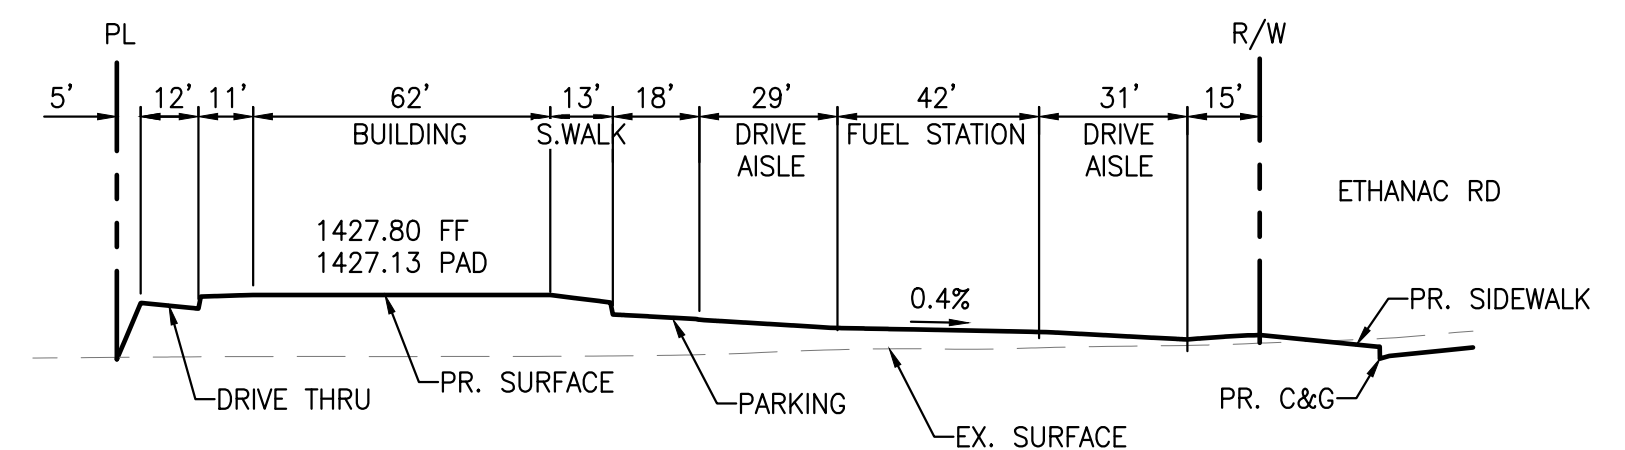 PL
R/W
5' 12' 11' 62' 13' 18' 29' 42' 31' 15'
BUILDING S.WALK DRIVE AISLE FUEL STATION DRIVE AISLE
ETHANAC RD
1427.80 FF
1427.13 PAD
0.4%
PR. SIDEWALK
DRIVE THRU
PR. SURFACE
PARKING
PR. C&G
EX. SURFACE